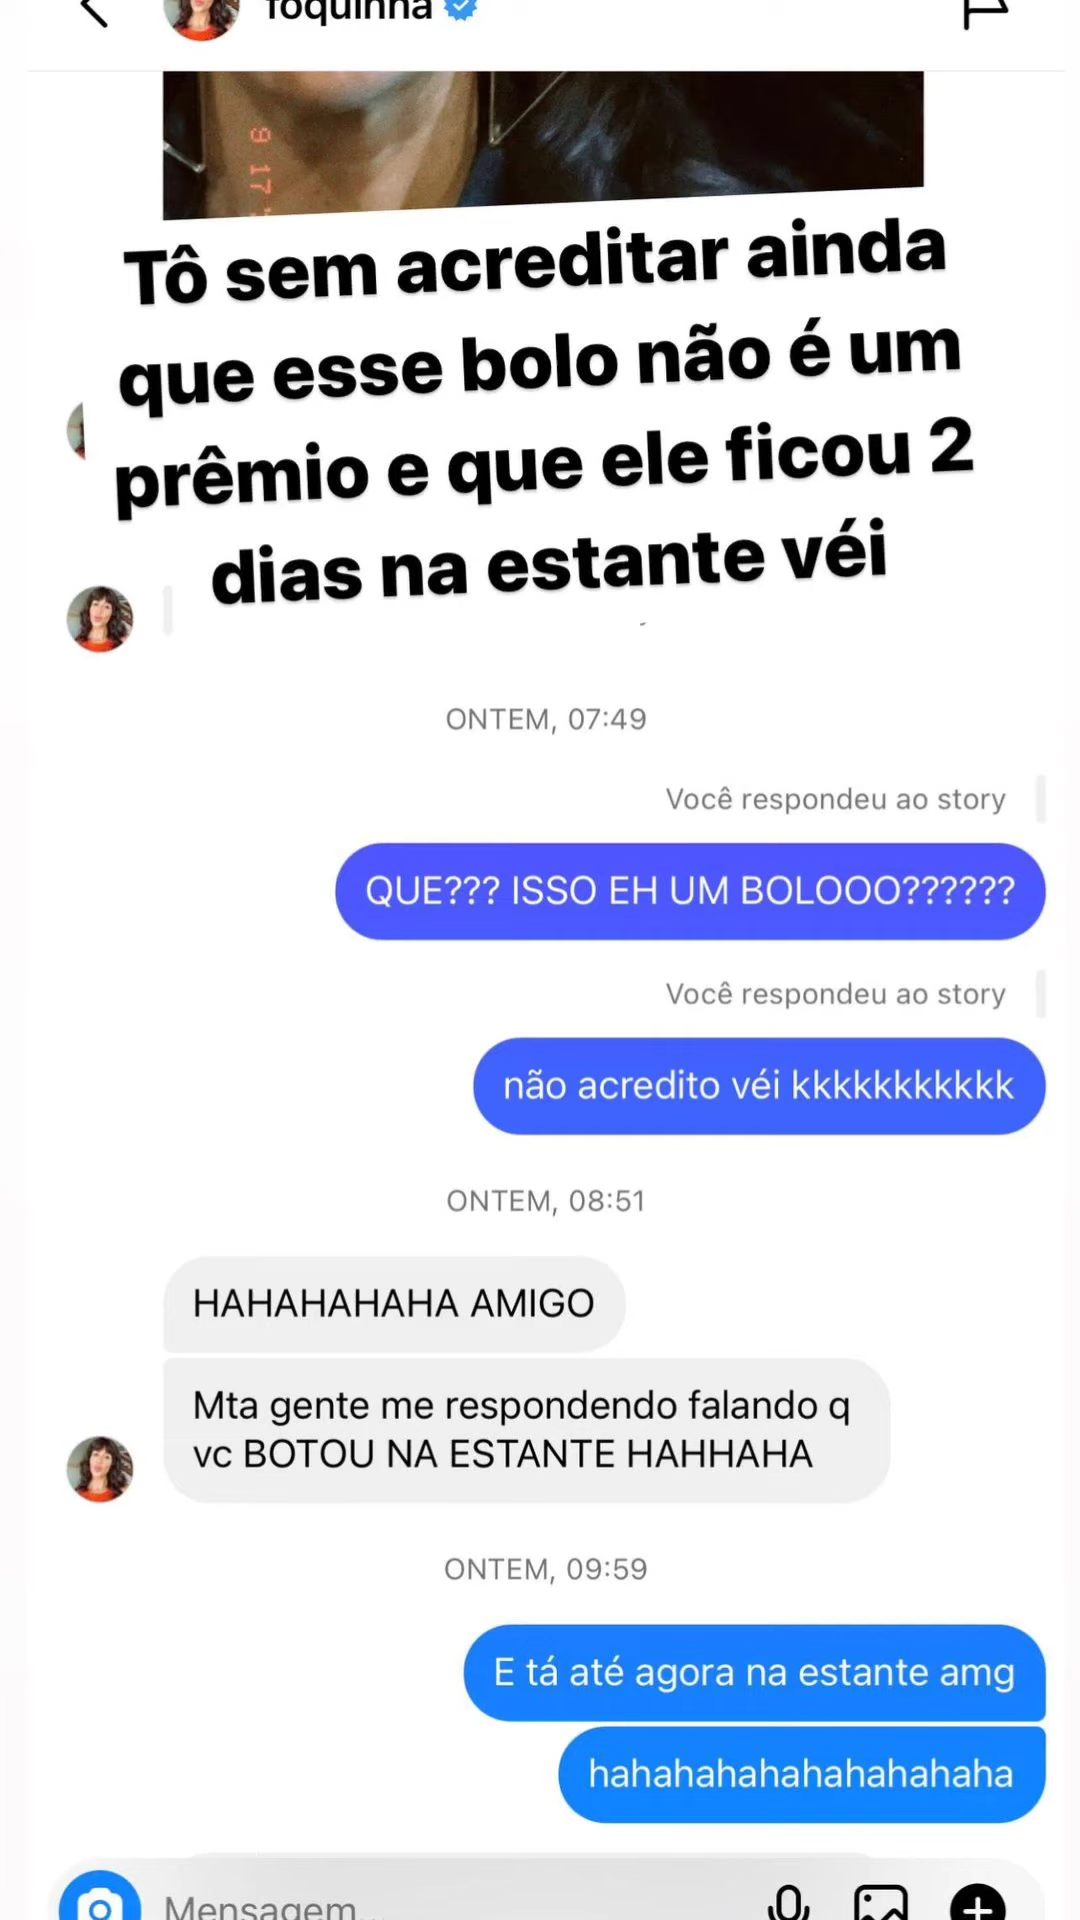 foquinha
9 17
Tô sem acreditar ainda
que esse bolo não é um
prêmio e que ele ficou 2
dias na estante véi
ONTEM, 07:49
Você respondeu ao story
QUE??? ISSO EH UM BOLOOO??????
Você respondeu ao story
não acredito véi kkkkkkkkkkk
ONTEM, 08:51
HAHAHAHAHA AMIGO
Mta gente me respondendo falando q
vc BOTOU NA ESTANTE HAHHAHA
ONTEM, 09:59
E tá até agora na estante amg
hahahahahahahahahaha
Mensagem...